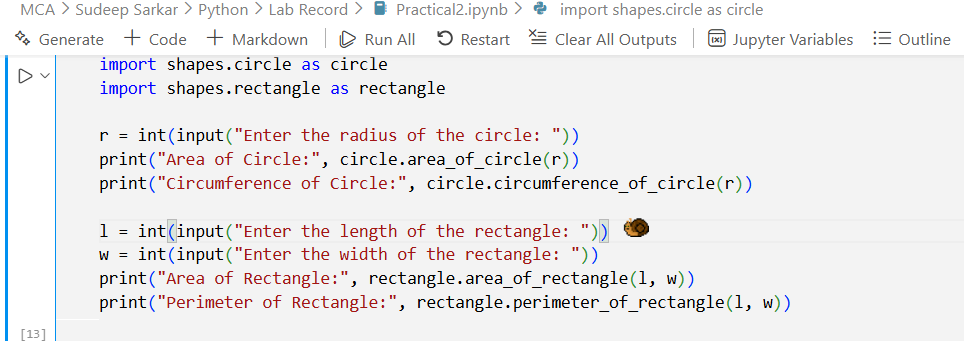 MCA > Sudeep Sarkar > Python > Lab Record > Practical2.ipynb > import shapes.circle as circle
Generate + Code + Markdown | Run All Restart Clear All Outputs | Jupyter Variables Outline
import shapes.circle as circle
import shapes.rectangle as rectangle
r = int(input("Enter the radius of the circle: "))
print("Area of Circle:", circle.area_of_circle(r))
print("Circumference of Circle:", circle.circumference_of_circle(r))
l = int(input("Enter the length of the rectangle: "))
w = int(input("Enter the width of the rectangle: "))
print("Area of Rectangle:", rectangle.area_of_rectangle(l, w))
print("Perimeter of Rectangle:", rectangle.perimeter_of_rectangle(l, w))
[13]